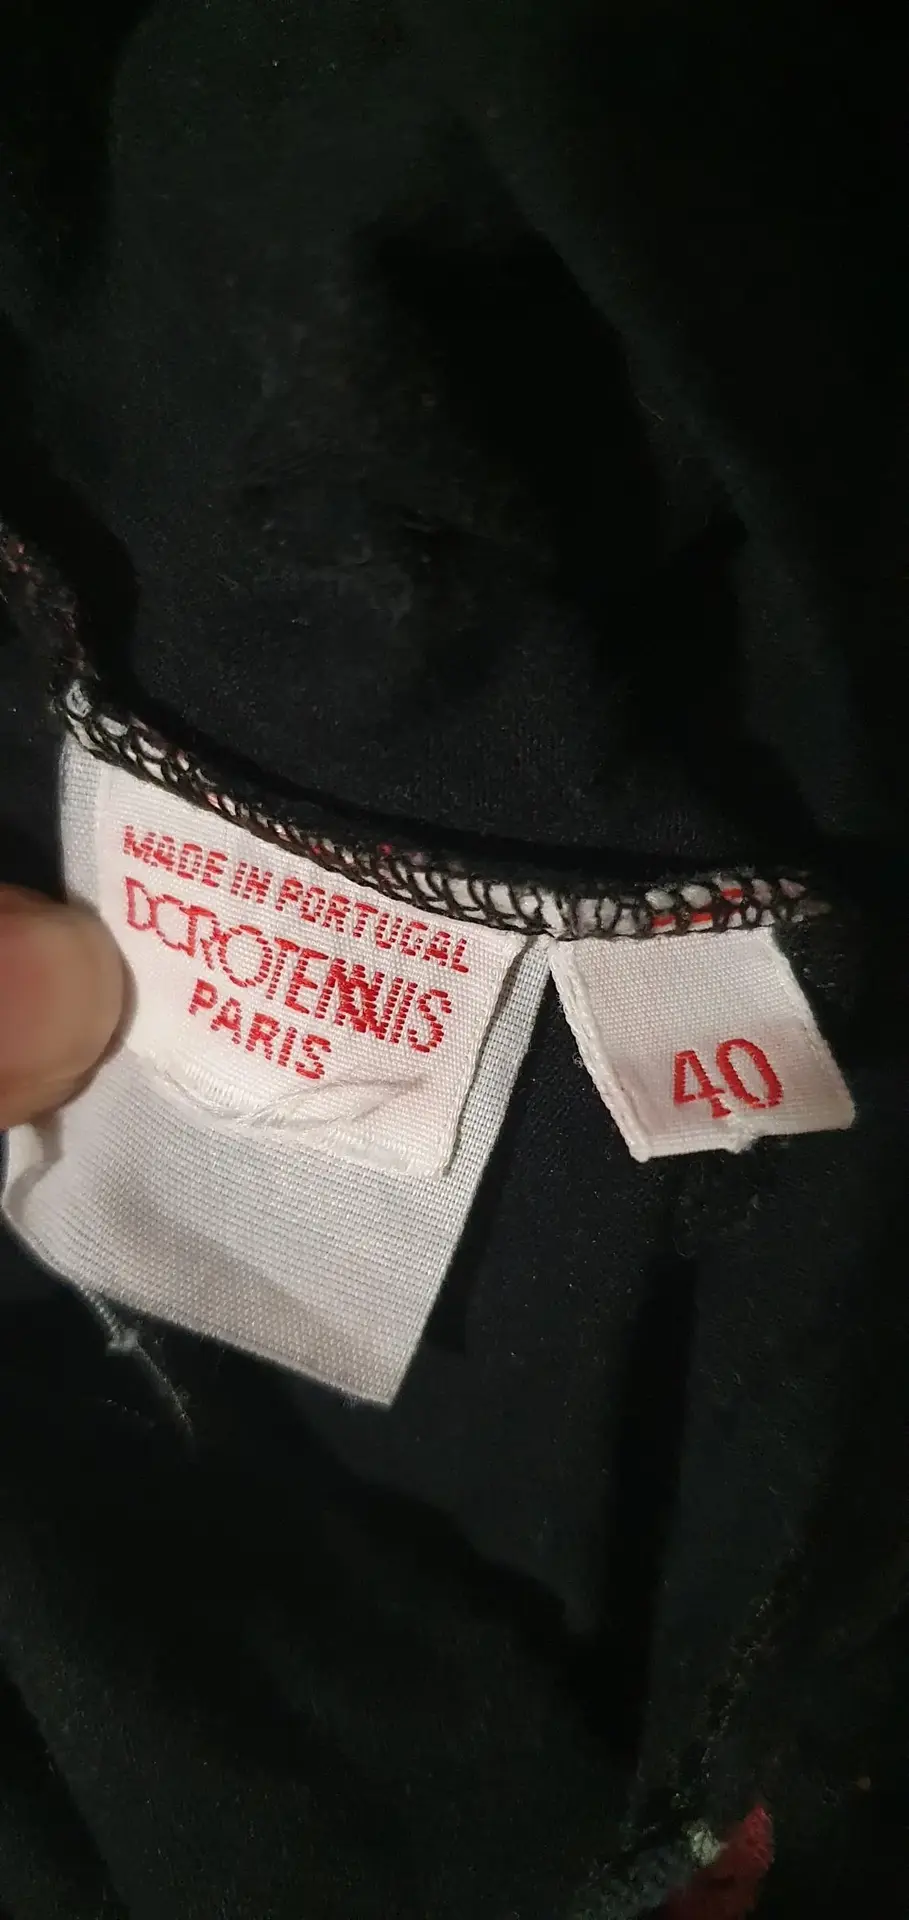 MADE IN PORTUGAL
DOROTENNIS
PARIS
40